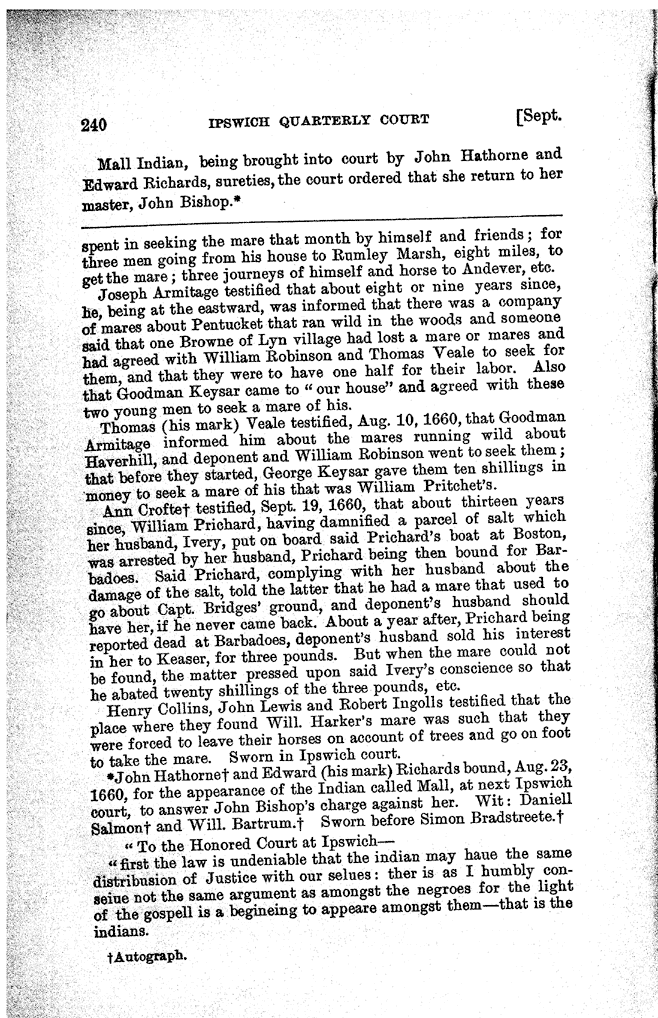 240 IPSWICH QUARTERLY COURT [Sept.
Mall Indian, being brought into court by John Hathorne and
Edward Richards, sureties, the court ordered that she return to her
master, John Bishop.*
spent in seeking the mare that month by himself and friends; for
three men going from his house to Rumley Marsh, eight miles, to
get the mare; three journeys of himself and horse to Andever, etc.
Joseph Armitage testified that about eight or nine years since,
he, being at the eastward, was informed that there was a company
of mares about Pentucket that ran wild in the woods and someone
said that one Browne of Lyn village had lost a mare or mares and
had agreed with William Robinson and Thomas Veale to seek for
them, and that they were to have one half for their labor. Also
that Goodman Keysar came to "our house" and agreed with these
two young men to seek a mare of his.
Thomas (his mark) Veale testified, Aug. 10, 1660, that Goodman
Armitage informed him about the mares running wild about
Haverhill, and deponent and William Robinson went to seek them;
that before they started, George Keysar gave them ten shillings in
money to seek a mare of his that was William Pritchet's.
Ann Crofte† testified, Sept. 19, 1660, that about thirteen years
since, William Prichard, having damnified a parcel of salt which
her husband, Ivery, put on board said Prichard's boat at Boston,
was arrested by her husband, Prichard being then bound for Bar-
badoes. Said Prichard, complying with her husband about the
damage of the salt, told the latter that he had a mare that used to
go about Capt. Bridges' ground, and deponent's husband should
have her, if he never came back. About a year after, Prichard being
reported dead at Barbadoes, deponent's husband sold his interest
in her to Keaser, for three pounds. But when the mare could not
be found, the matter pressed upon said Ivery's conscience so that
he abated twenty shillings of the three pounds, etc.
Henry Collins, John Lewis and Robert Ingolls testified that the
place where they found Will. Harker's mare was such that they
were forced to leave their horses on account of trees and go on foot
to take the mare. Sworn in Ipswich court.
*John Hathorne† and Edward (his mark) Richards bound, Aug. 23,
1660, for the appearance of the Indian called Mall, at next Ipswich
court, to answer John Bishop's charge against her. Wit: Daniell
Salmon† and Will. Bartrum.† Sworn before Simon Bradstreete.†
"To the Honored Court at Ipswich—
"first the law is undeniable that the indian may haue the same
distribusion of Justice with our selues: ther is as I humbly con-
seiue not the same argument as amongst the negroes for the light
of the gospell is a begineing to appeare amongst them—that is the
indians.
†Autograph.